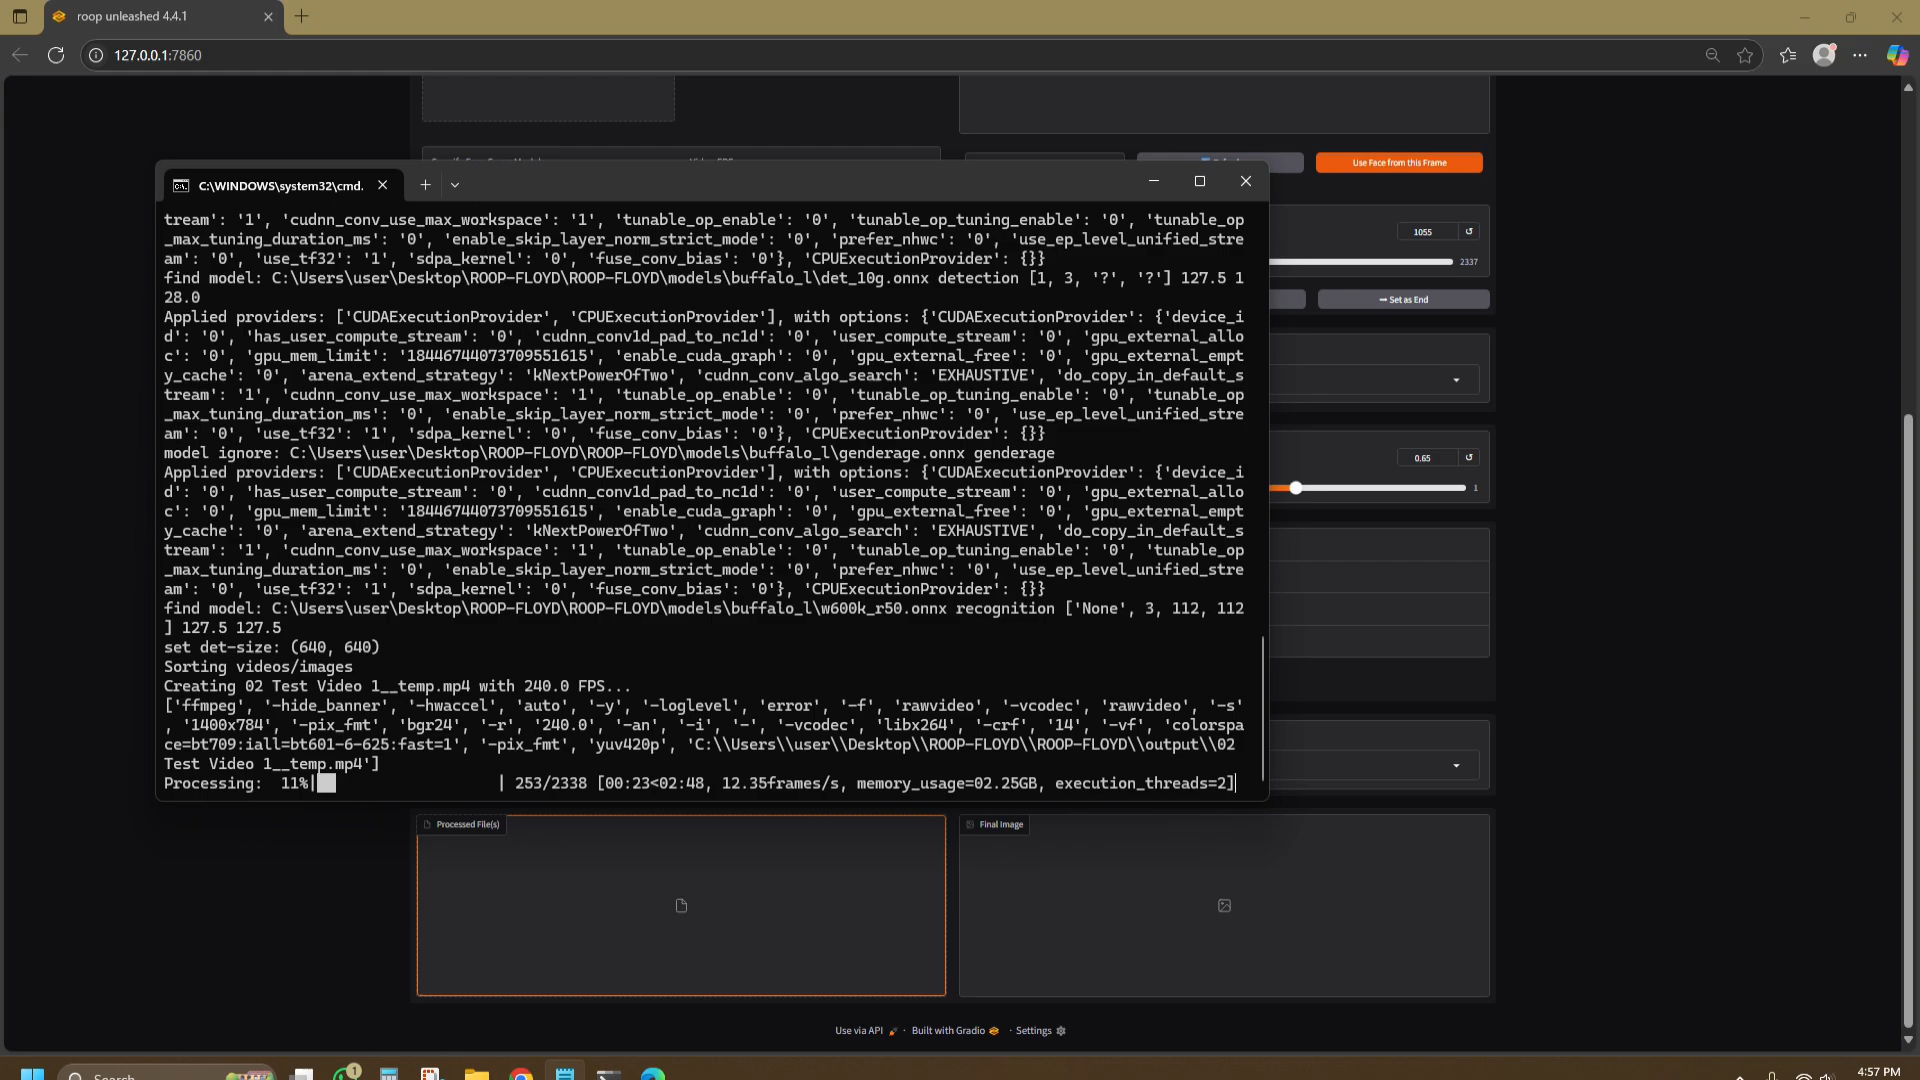 roop unleashed 4.4.1
127.0.0.1:7860
Use Face from this Frame
C:\WINDOWS\system32\cmd.
tream': '1', 'cudnn_conv_use_max_workspace': '1', 'tunable_op_enable': '0', 'tunable_op_tuning_enable': '0', 'tunable_op
_max_tuning_duration_ms': '0', 'enable_skip_layer_norm_strict_mode': '0', 'prefer_nhwc': '0', 'use_ep_level_unified_stre
am': '0', 'use_tf32': '1', 'sdpa_kernel': '0', 'fuse_conv_bias': '0'}, 'CPUExecutionProvider': {}}
find model: C:\Users\user\Desktop\ROOP-FLOYD\ROOP-FLOYD\models\buffalo_l\det_10g.onnx detection [1, 3, '?', '?'] 127.5 1
28.0
Applied providers: ['CUDAExecutionProvider', 'CPUExecutionProvider'], with options: {'CUDAExecutionProvider': {'device_i
d': '0', 'has_user_compute_stream': '0', 'cudnn_conv1d_pad_to_nc1d': '0', 'user_compute_stream': '0', 'gpu_external_allo
c': '0', 'gpu_mem_limit': '18446744073709551615', 'enable_cuda_graph': '0', 'gpu_external_free': '0', 'gpu_external_empt
y_cache': '0', 'arena_extend_strategy': 'kNextPowerOfTwo', 'cudnn_conv_algo_search': 'EXHAUSTIVE', 'do_copy_in_default_s
tream': '1', 'cudnn_conv_use_max_workspace': '1', 'tunable_op_enable': '0', 'tunable_op_tuning_enable': '0', 'tunable_op
_max_tuning_duration_ms': '0', 'enable_skip_layer_norm_strict_mode': '0', 'prefer_nhwc': '0', 'use_ep_level_unified_stre
am': '0', 'use_tf32': '1', 'sdpa_kernel': '0', 'fuse_conv_bias': '0'}, 'CPUExecutionProvider': {}}
model ignore: C:\Users\user\Desktop\ROOP-FLOYD\ROOP-FLOYD\models\buffalo_l\genderage.onnx genderage
Applied providers: ['CUDAExecutionProvider', 'CPUExecutionProvider'], with options: {'CUDAExecutionProvider': {'device_i
d': '0', 'has_user_compute_stream': '0', 'cudnn_conv1d_pad_to_nc1d': '0', 'user_compute_stream': '0', 'gpu_external_allo
c': '0', 'gpu_mem_limit': '18446744073709551615', 'enable_cuda_graph': '0', 'gpu_external_free': '0', 'gpu_external_empt
y_cache': '0', 'arena_extend_strategy': 'kNextPowerOfTwo', 'cudnn_conv_algo_search': 'EXHAUSTIVE', 'do_copy_in_default_s
tream': '1', 'cudnn_conv_use_max_workspace': '1', 'tunable_op_enable': '0', 'tunable_op_tuning_enable': '0', 'tunable_op
_max_tuning_duration_ms': '0', 'enable_skip_layer_norm_strict_mode': '0', 'prefer_nhwc': '0', 'use_ep_level_unified_stre
am': '0', 'use_tf32': '1', 'sdpa_kernel': '0', 'fuse_conv_bias': '0'}, 'CPUExecutionProvider': {}}
find model: C:\Users\user\Desktop\ROOP-FLOYD\ROOP-FLOYD\models\buffalo_l\w600k_r50.onnx recognition ['None', 3, 112, 112
] 127.5 127.5
set det-size: (640, 640)
Sorting videos/images
Creating 02 Test Video 1__temp.mp4 with 240.0 FPS...
['ffmpeg', '-hide_banner', '-hwaccel', 'auto', '-y', '-loglevel', 'error', '-f', 'rawvideo', '-vcodec', 'rawvideo', '-s'
, '1400x784', '-pix_fmt', 'bgr24', '-r', '240.0', '-an', '-i', '-', '-vcodec', 'libx264', '-crf', '14', '-vf', 'colorspa
ce=bt709:iall=bt601-6-625:fast=1', '-pix_fmt', 'yuv420p', 'C:\\Users\\user\\Desktop\\ROOP-FLOYD\\ROOP-FLOYD\\output\\02
Test Video 1__temp.mp4']
Processing:  11%| | 253/2338 [00:23<02:48, 12.35frames/s, memory_usage=02.25GB, execution_threads=2]
1055
2337
Set as End
0.65
1
Processed File(s)
Final Image
Use via API · Built with Gradio · Settings
Search
1
4:57 PM